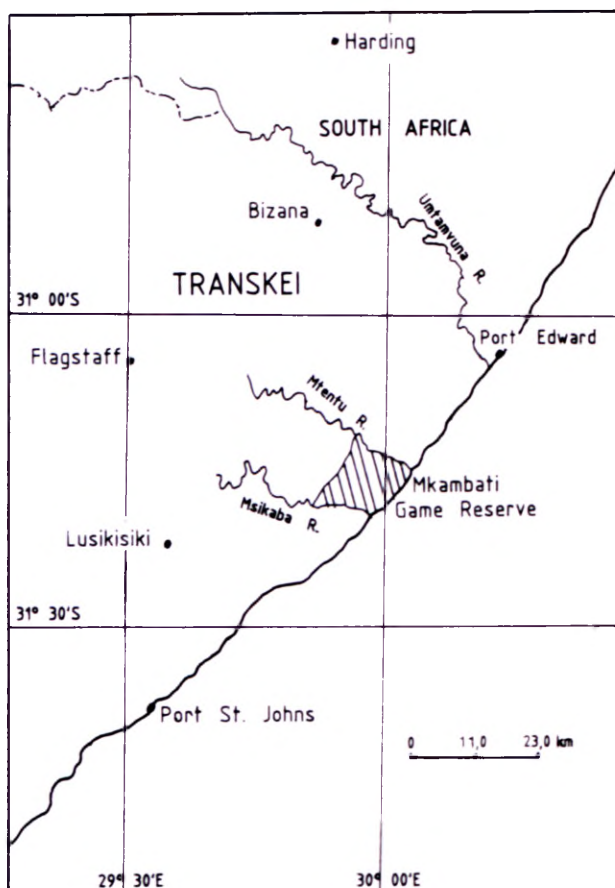 Harding
SOUTH AFRICA
Bizana
Umtamvuna R.
TRANSKEI
31° 00'S
Port Edward
Flagstaff
Mtentu R.
Mkambati
Game Reserve
Msikaba R.
Lusikisiki
31° 30'S
Port St. Johns
0 11,0 23,0 km
29° 30'E 30° 00'E